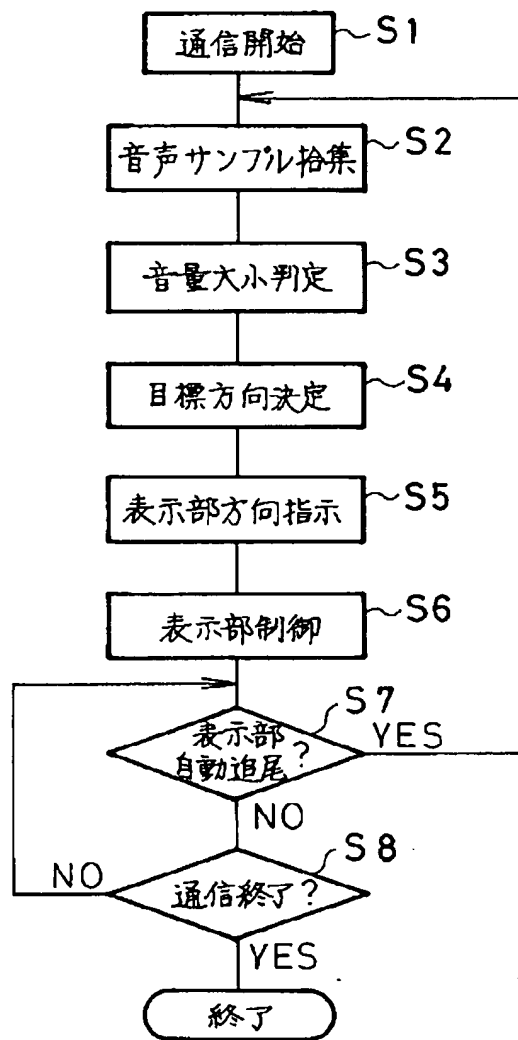 通信開始
S1
音声サンプル拾集
S2
音量大小判定
S3
目標方向決定
S4
表示部方向指示
S5
表示部制御
S6
S7
表示部
自動追尾?
YES
NO
S8
通信終了?
NO
YES
終了